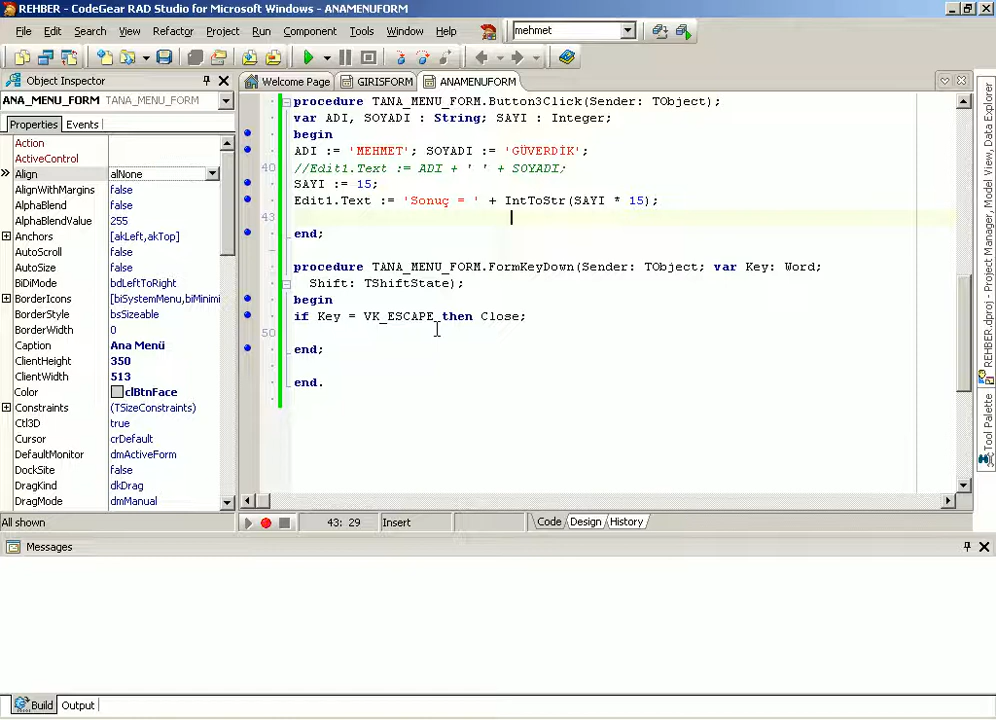 REHBER - CodeGear RAD Studio for Microsoft Windows - ANAMENUFORM
File Edit Search View Refactor Project Run Component Tools Window Help mehmet
Object Inspector
Welcome Page GIRISFORM ANAMENUFORM
ANA_MENU_FORM TANA_MENU_FORM
Properties Events
Action
ActiveControl
Align alNone
AlignWithMargins false
AlphaBlend false
AlphaBlendValue 255
Anchors [akLeft,akTop]
AutoScroll false
AutoSize false
BiDiMode bdLeftToRight
BorderIcons [biSystemMenu,biMinimi
BorderStyle bsSizeable
BorderWidth 0
Caption Ana Menü
ClientHeight 350
ClientWidth 513
Color clBtnFace
Constraints (TSizeConstraints)
Ctl3D true
Cursor crDefault
DefaultMonitor dmActiveForm
DockSite false
DragKind dkDrag
DragMode dmManual
All shown
procedure TANA_MENU_FORM.Button3Click(Sender: TObject);
var ADI, SOYADI : String; SAYI : Integer;
begin
ADI := 'MEHMET'; SOYADI := 'GÜVERDİK';
40 //Edit1.Text := ADI + ' ' + SOYADI;
SAYI := 15;
Edit1.Text := 'Sonuç = ' + IntToStr(SAYI * 15);
43
end;
procedure TANA_MENU_FORM.FormKeyDown(Sender: TObject; var Key: Word;
Shift: TShiftState);
begin
if Key = VK_ESCAPE then Close;
50
end;
end.
43: 29 Insert Code Design History
REHBER.dproj - Project Manager, Model View, Data Explorer
Tool Palette
Messages
Build Output